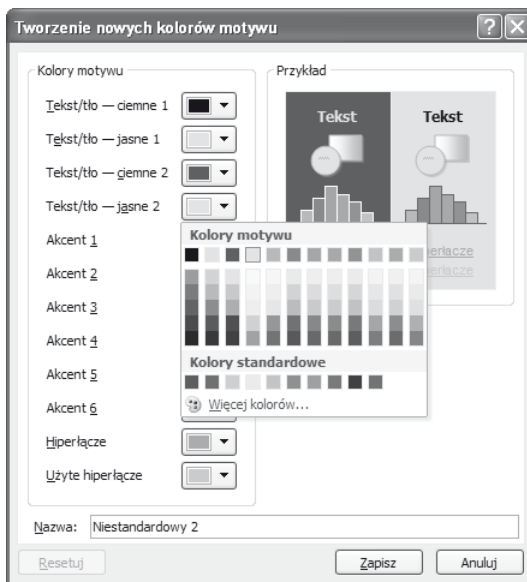 Tworzenie nowych kolorów motywu
Kolory motywu
Tekst/tło — ciemne 1
Tekst/tło — jasne 1
Tekst/tło — ciemne 2
Tekst/tło — jasne 2
Akcent 1
Akcent 2
Akcent 3
Akcent 4
Akcent 5
Akcent 6
Hiperłącze
Użyte hiperłącze
Przykład
Tekst
Tekst
Kolory motywu
Kolory standardowe
Więcej kolorów...
Nazwa: Niestandardowy 2
Resetuj
Zapisz
Anuluj